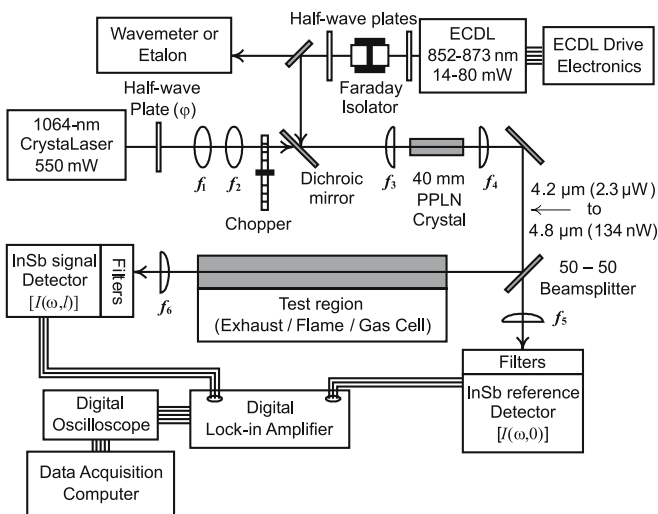 Half-wave plates
Wavemeter or
Etalon
ECDL
852-873 nm
14-80 mW
ECDL Drive
Electronics
Faraday
Isolator
Half-wave
Plate (φ)
1064-nm
CrystaLaser
550 mW
f1
f2
Chopper
Dichroic
mirror
f3
40 mm
PPLN
Crystal
f4
4.2 μm (2.3 μW)
to
4.8 μm (134 nW)
InSb signal
Detector
[I(ω,l)]
Filters
f6
Test region
(Exhaust / Flame / Gas Cell)
50 – 50
Beamsplitter
f5
Filters
InSb reference
Detector
[I(ω,0)]
Digital
Oscilloscope
Digital
Lock-in Amplifier
Data Acquisition
Computer